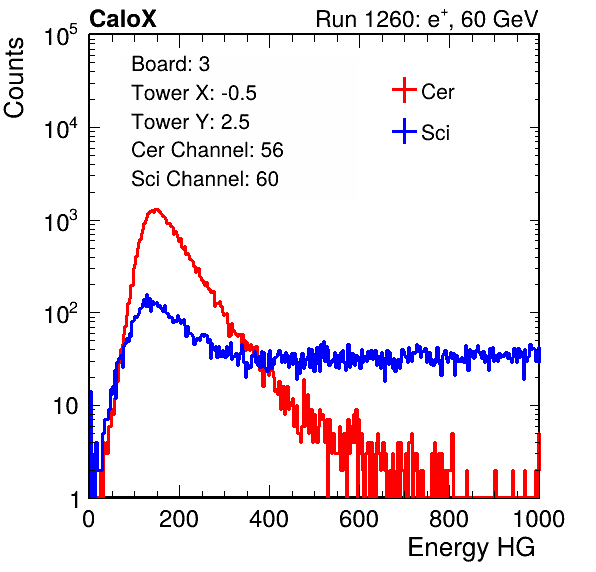 CaloX Run 1260: e⁺, 60 GeV
Counts
10⁵
10⁴
10³
10²
10
1
Board: 3
Tower X: -0.5
Tower Y: 2.5
Cer Channel: 56
Sci Channel: 60
Cer
Sci
0 200 400 600 800 1000
Energy HG